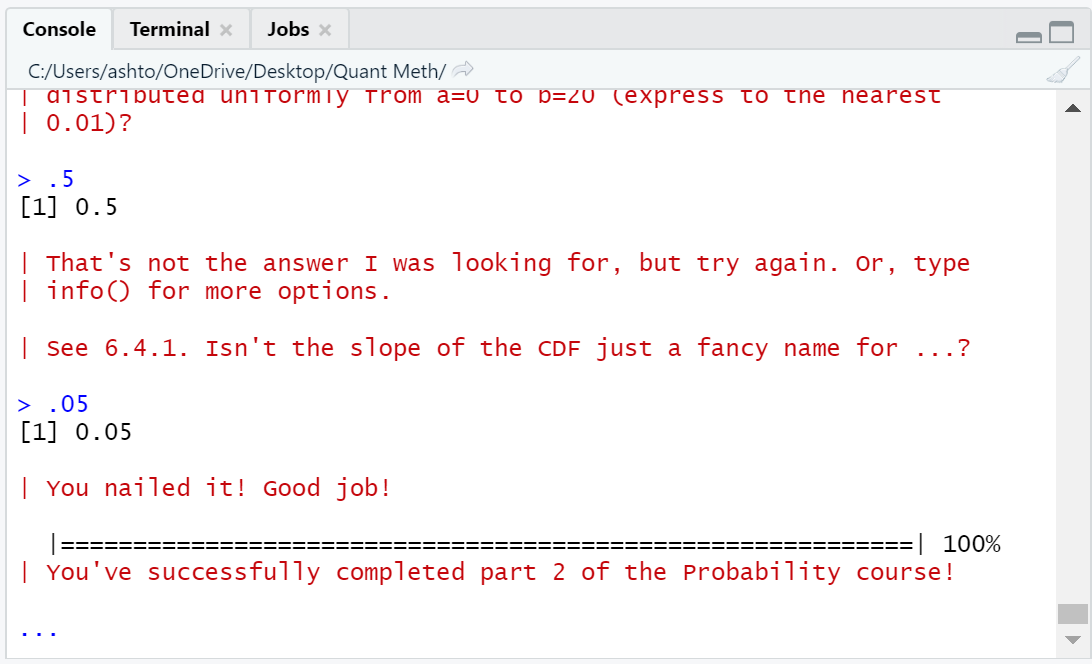 Console Terminal Jobs
C:/Users/ashto/OneDrive/Desktop/Quant Meth/
| distributed uniformly from a=0 to b=20 (express to the nearest
| 0.01)?
> .5
[1] 0.5
| That's not the answer I was looking for, but try again. Or, type
| info() for more options.
| See 6.4.1. Isn't the slope of the CDF just a fancy name for ...?
> .05
[1] 0.05
| You nailed it! Good job!
|===========================================================| 100%
| You've successfully completed part 2 of the Probability course!
...